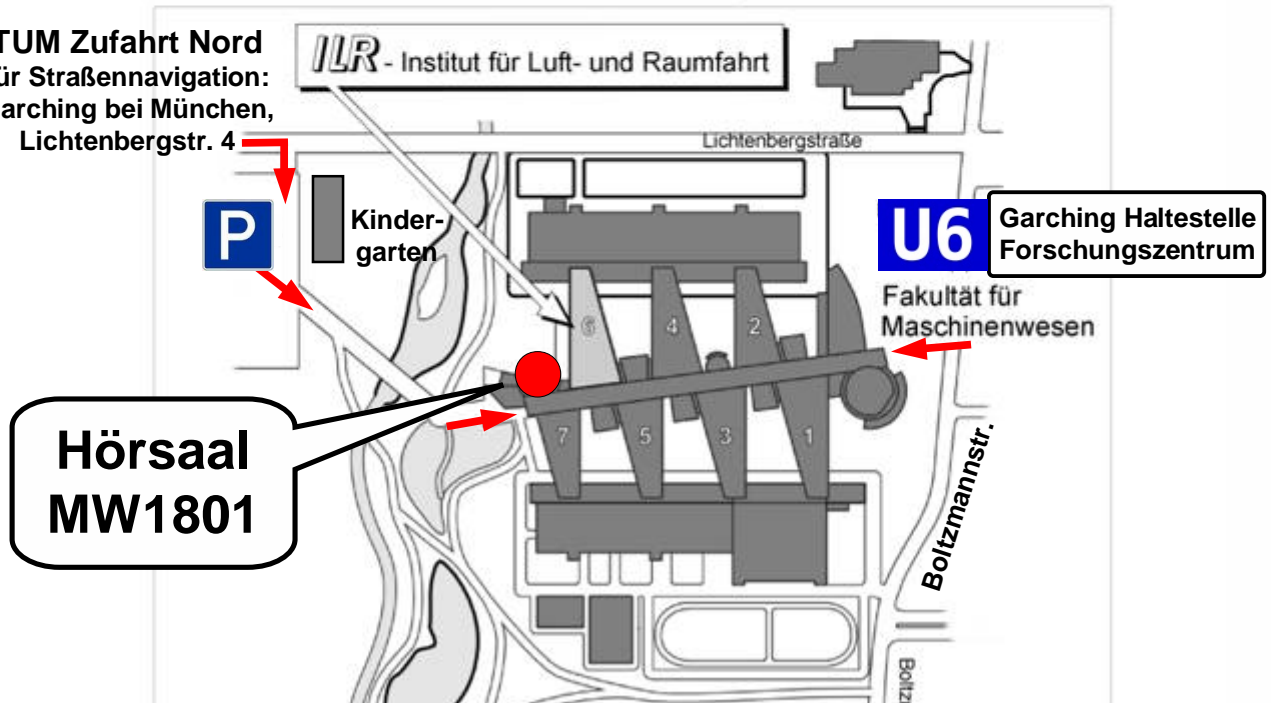 TUM Zufahrt Nord
ür Straßennavigation:
arching bei München,
Lichtenbergstr. 4
ILR - Institut für Luft- und Raumfahrt
Lichtenbergstraße
P
Kinder-
garten
U6
Garching Haltestelle
Forschungszentrum
Fakultät für
Maschinenwesen
6
4
2
7
5
3
1
Hörsaal
MW1801
Boltzmannstr.
Boltz